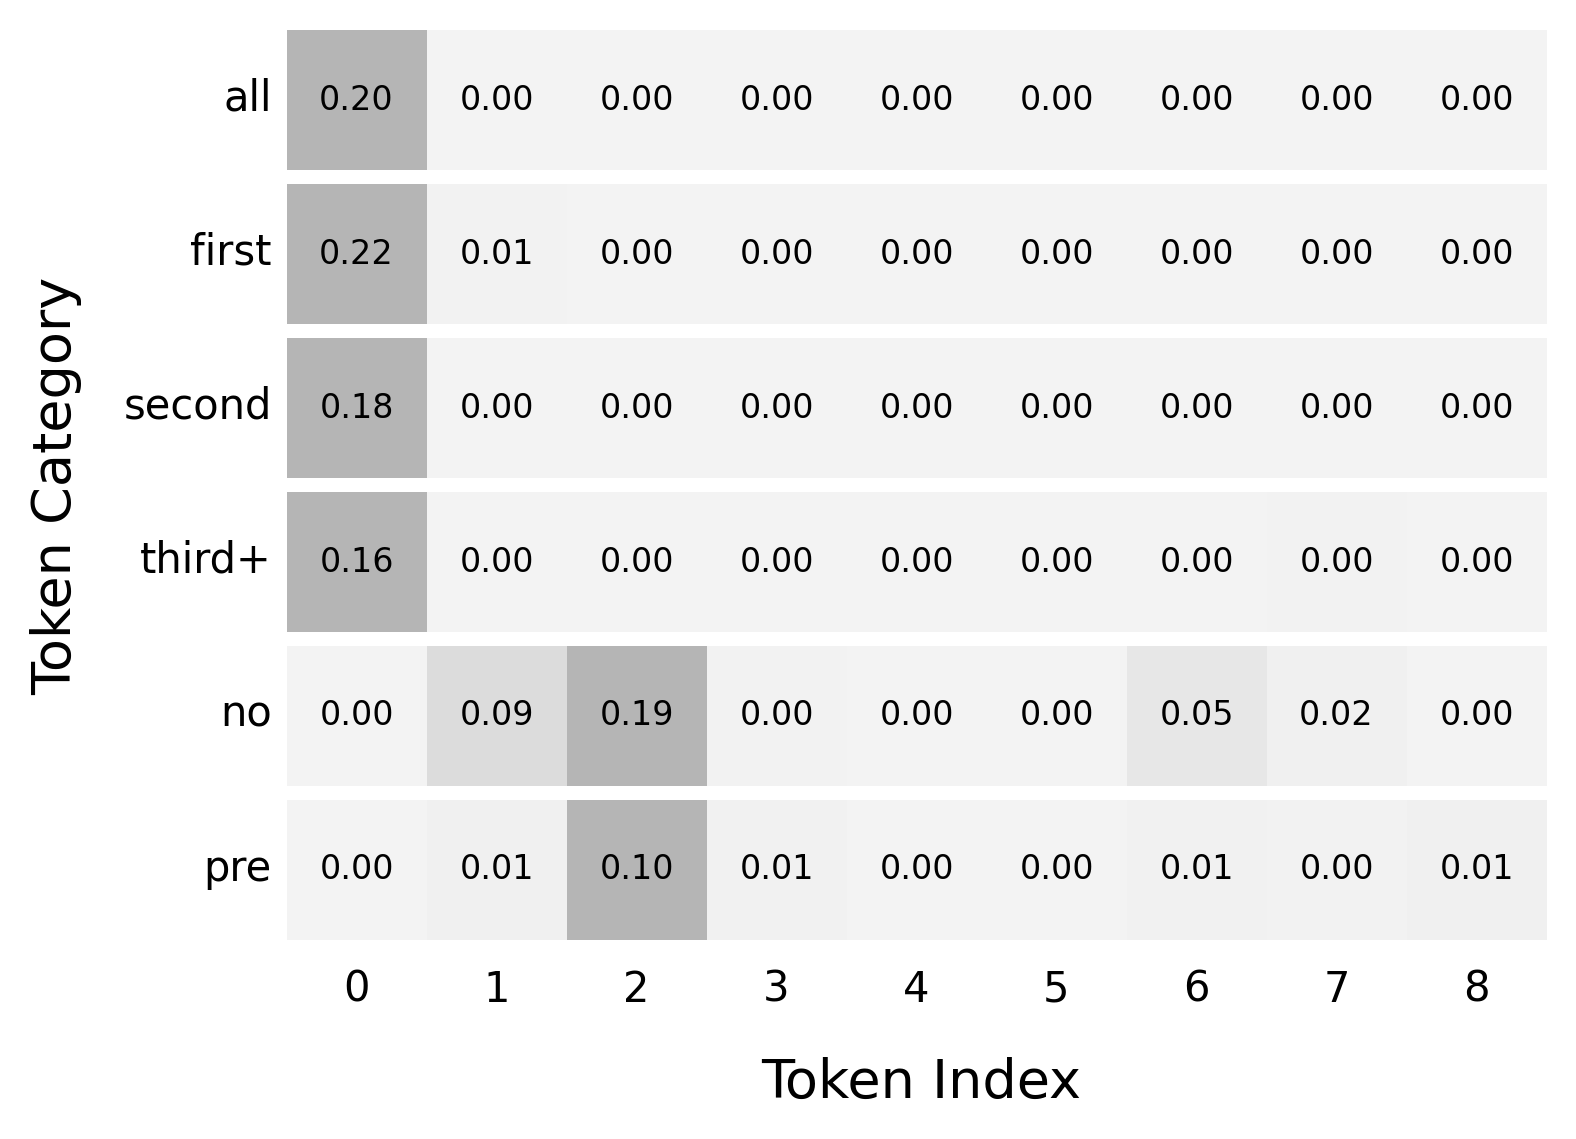 Token Category
all 0.20 0.00 0.00 0.00 0.00 0.00 0.00 0.00 0.00
first 0.22 0.01 0.00 0.00 0.00 0.00 0.00 0.00 0.00
second 0.18 0.00 0.00 0.00 0.00 0.00 0.00 0.00 0.00
third+ 0.16 0.00 0.00 0.00 0.00 0.00 0.00 0.00 0.00
no 0.00 0.09 0.19 0.00 0.00 0.00 0.05 0.02 0.00
pre 0.00 0.01 0.10 0.01 0.00 0.00 0.01 0.00 0.01
0 1 2 3 4 5 6 7 8
Token Index